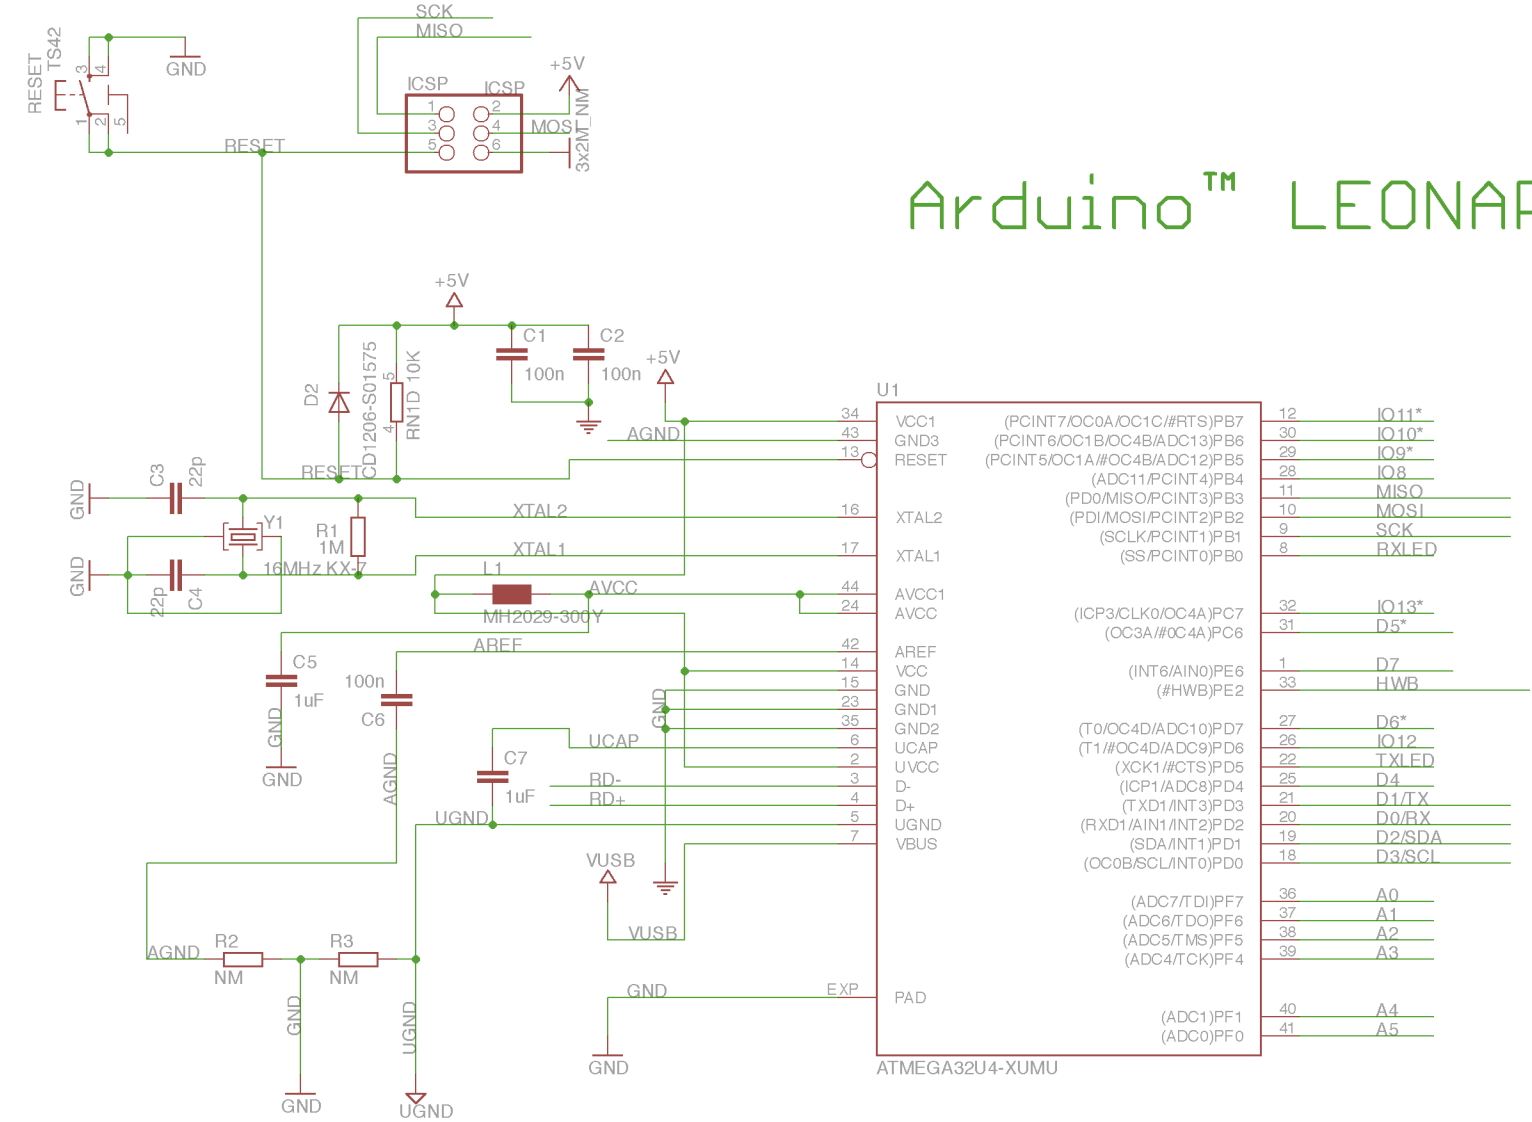 SCK
MISO
RESET
TS42
3
4
1
2
5
GND
ICSP
ICSP
+5V
1
2
3
4
5
6
MOSI
3x2M_NM
RESET
Arduino™ LEONAR
+5V
C1
100n
C2
100n
D2
CD1206-S01575
5
4
RN1D 10K
+5V
AGND
RESET
GND
C3
22p
Y1
16MHz KX-7
R1
1M
XTAL2
XTAL1
GND
22p
C4
L1
MH2029-300Y
AVCC
C5
1uF
GND
GND
AREF
100n
C6
AGND
GND
UCAP
C7
1uF
RD-
RD+
UGND
VUSB
VUSB
AGND
R2
NM
R3
NM
GND
GND
UGND
UGND
GND
GND
U1
34 VCC1 (PCINT7/OC0A/OC1C/#RTS)PB7 12 IO11*
43 GND3 (PCINT6/OC1B/OC4B/ADC13)PB6 30 IO10*
13 RESET (PCINT5/OC1A/#OC4B/ADC12)PB5 29 IO9*
(ADC11/PCINT4)PB4 28 IO8
(PD0/MISO/PCINT3)PB3 11 MISO
16 XTAL2 (PDI/MOSI/PCINT2)PB2 10 MOSI
(SCLK/PCINT1)PB1 9 SCK
17 XTAL1 (SS/PCINT0)PB0 8 RXLED
44 AVCC1
24 AVCC (ICP3/CLK0/OC4A)PC7 32 IO13*
(OC3A/#0C4A)PC6 31 D5*
42 AREF
14 VCC (INT6/AIN0)PE6 1 D7
15 GND (#HWB)PE2 33 HWB
23 GND1
35 GND2 (T0/OC4D/ADC10)PD7 27 D6*
6 UCAP (T1/#OC4D/ADC9)PD6 26 IO12
2 UVCC (XCK1/#CTS)PD5 22 TXLED
3 D- (ICP1/ADC8)PD4 25 D4
4 D+ (TXD1/INT3)PD3 21 D1/TX
5 UGND (RXD1/AIN1/INT2)PD2 20 D0/RX
7 VBUS (SDA/INT1)PD1 19 D2/SDA
(OC0B/SCL/INT0)PD0 18 D3/SCL
(ADC7/TDI)PF7 36 A0
(ADC6/TDO)PF6 37 A1
(ADC5/TMS)PF5 38 A2
(ADC4/TCK)PF4 39 A3
EXP PAD
(ADC1)PF1 40 A4
(ADC0)PF0 41 A5
ATMEGA32U4-XUMU